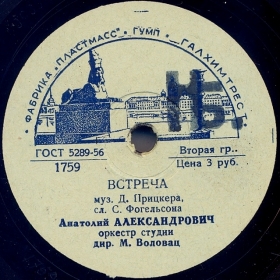 ФАБРИКА „ПЛАСТМАСС" • ГУМП • „ГАЛХИМТРЕСТ"
НБ
ГОСТ 5289-56
Вторая гр..
1759
Цена 3 руб.
ВСТРЕЧА
муз. Д. Прицкера,
сл. С. Фогельсона
Анатолий АЛЕКСАНДРОВИЧ
оркестр студии
дир. М. Воловац